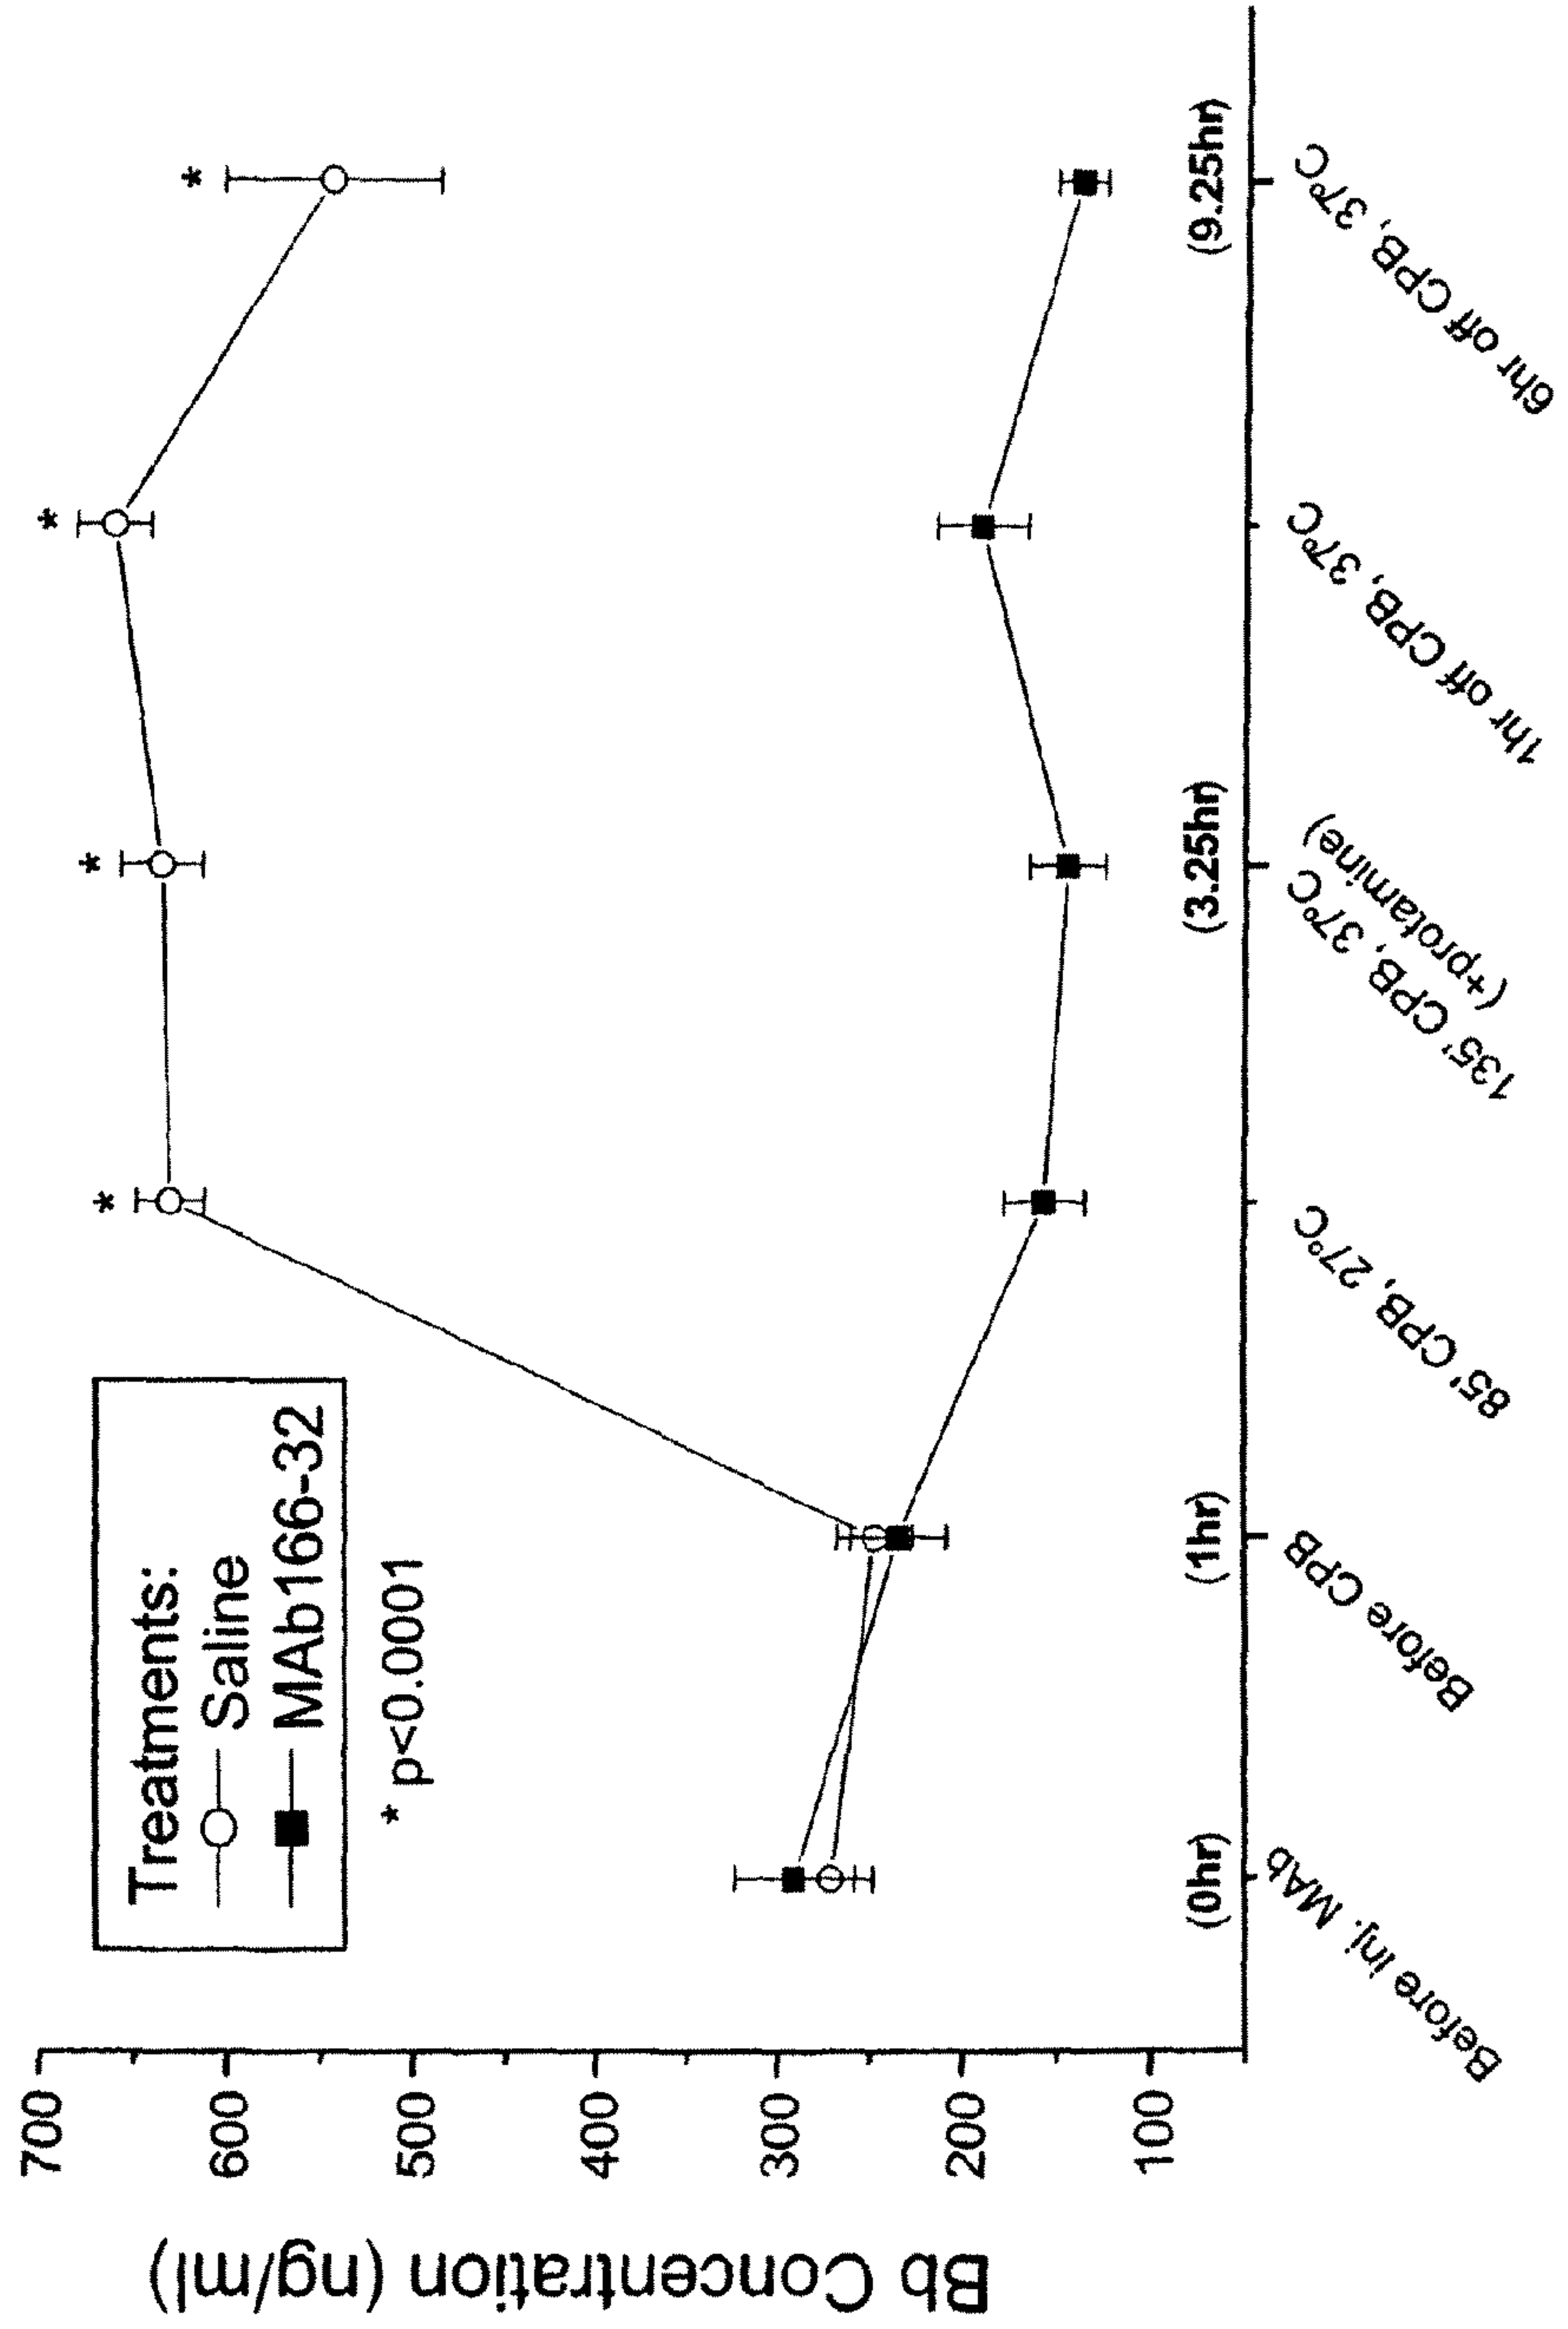 Bb Concentration (ng/ml)
700
600
500
400
300
200
100
Treatments:
Saline
MAb166-32
* p<0.0001
*
*
*
*
(0hr)
(1hr)
(3.25hr)
(9.25hr)
Before inj. MAb
Before CPB
85' CPB, 27°C
135' CPB, 37°C
(+protamine)
1hr off CPB, 37°C
6hr off CPB, 37°C